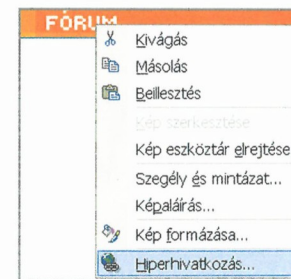 FÓRUM
Kivágás
Másolás
Beillesztés
Kép szerkesztése
Kép eszköztár elrejtése
Szegély és mintázat...
Képaláírás...
Kép formázása...
Hiperhivatkozás...